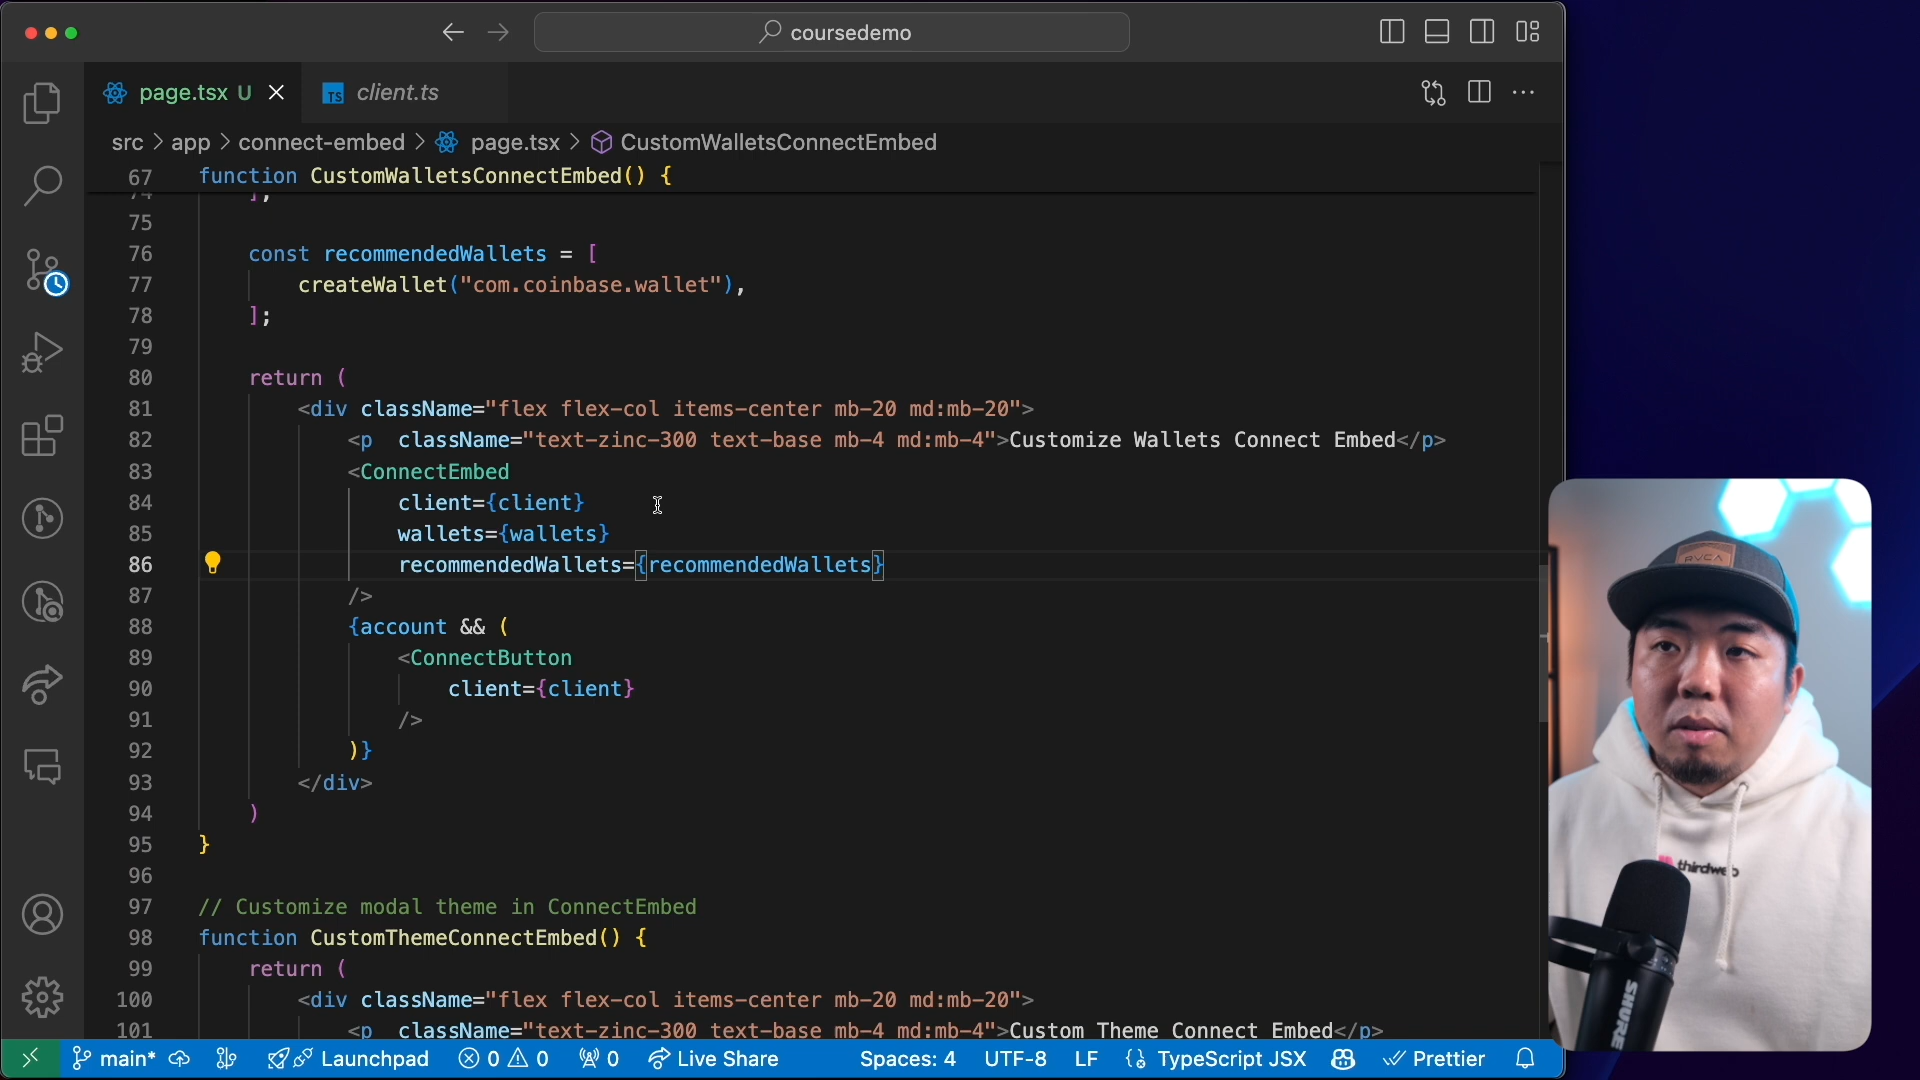 coursedemo
page.tsx U
TS client.ts
src > app > connect-embed > page.tsx > CustomWalletsConnectEmbed
67 function CustomWalletsConnectEmbed() {
74 ],
75
76 const recommendedWallets = [
77 createWallet("com.coinbase.wallet"),
78 ];
79
80 return (
81 <div className="flex flex-col items-center mb-20 md:mb-20">
82 <p  className="text-zinc-300 text-base mb-4 md:mb-4">Customize Wallets Connect Embed</p>
83 <ConnectEmbed
84 client={client}
85 wallets={wallets}
86 recommendedWallets={recommendedWallets}
87 />
88 {account && (
89 <ConnectButton
90 client={client}
91 />
92 )}
93 </div>
94 )
95 }
96
97 // Customize modal theme in ConnectEmbed
98 function CustomThemeConnectEmbed() {
99 return (
100 <div className="flex flex-col items-center mb-20 md:mb-20">
101 <p  className="text-zinc-300 text-base mb-4 md:mb-4">Custom Theme Connect Embed</p>
main* Launchpad 0 0 0 Live Share Spaces: 4 UTF-8 LF {} TypeScript JSX Prettier
RVCA
thirdweb
SHURE